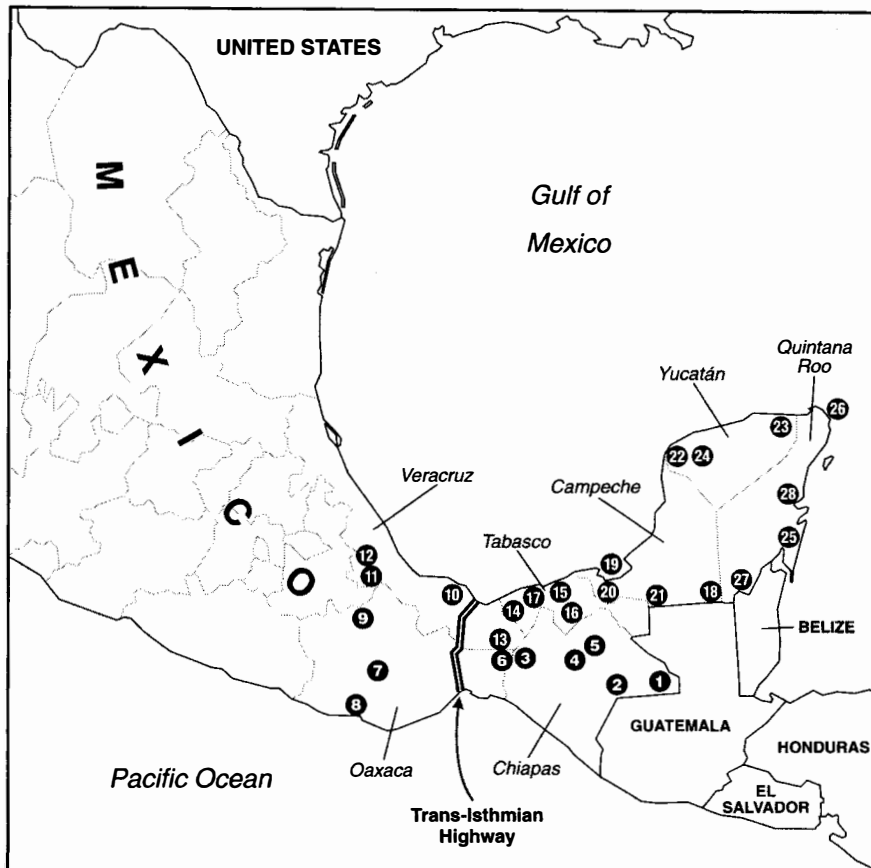 UNITED STATES
M
E
X
I
C
O
Gulf of
Mexico
Quintana
Roo
Yucatán
26
23
22
24
Veracruz
Campeche
28
25
Tabasco
12
11
19
27
10
17
15
20
21
18
14
16
9
13
BELIZE
6
3
4
5
7
2
1
8
GUATEMALA
Oaxaca
Chiapas
HONDURAS
Pacific Ocean
EL
SALVADOR
Trans-Isthmian
Highway